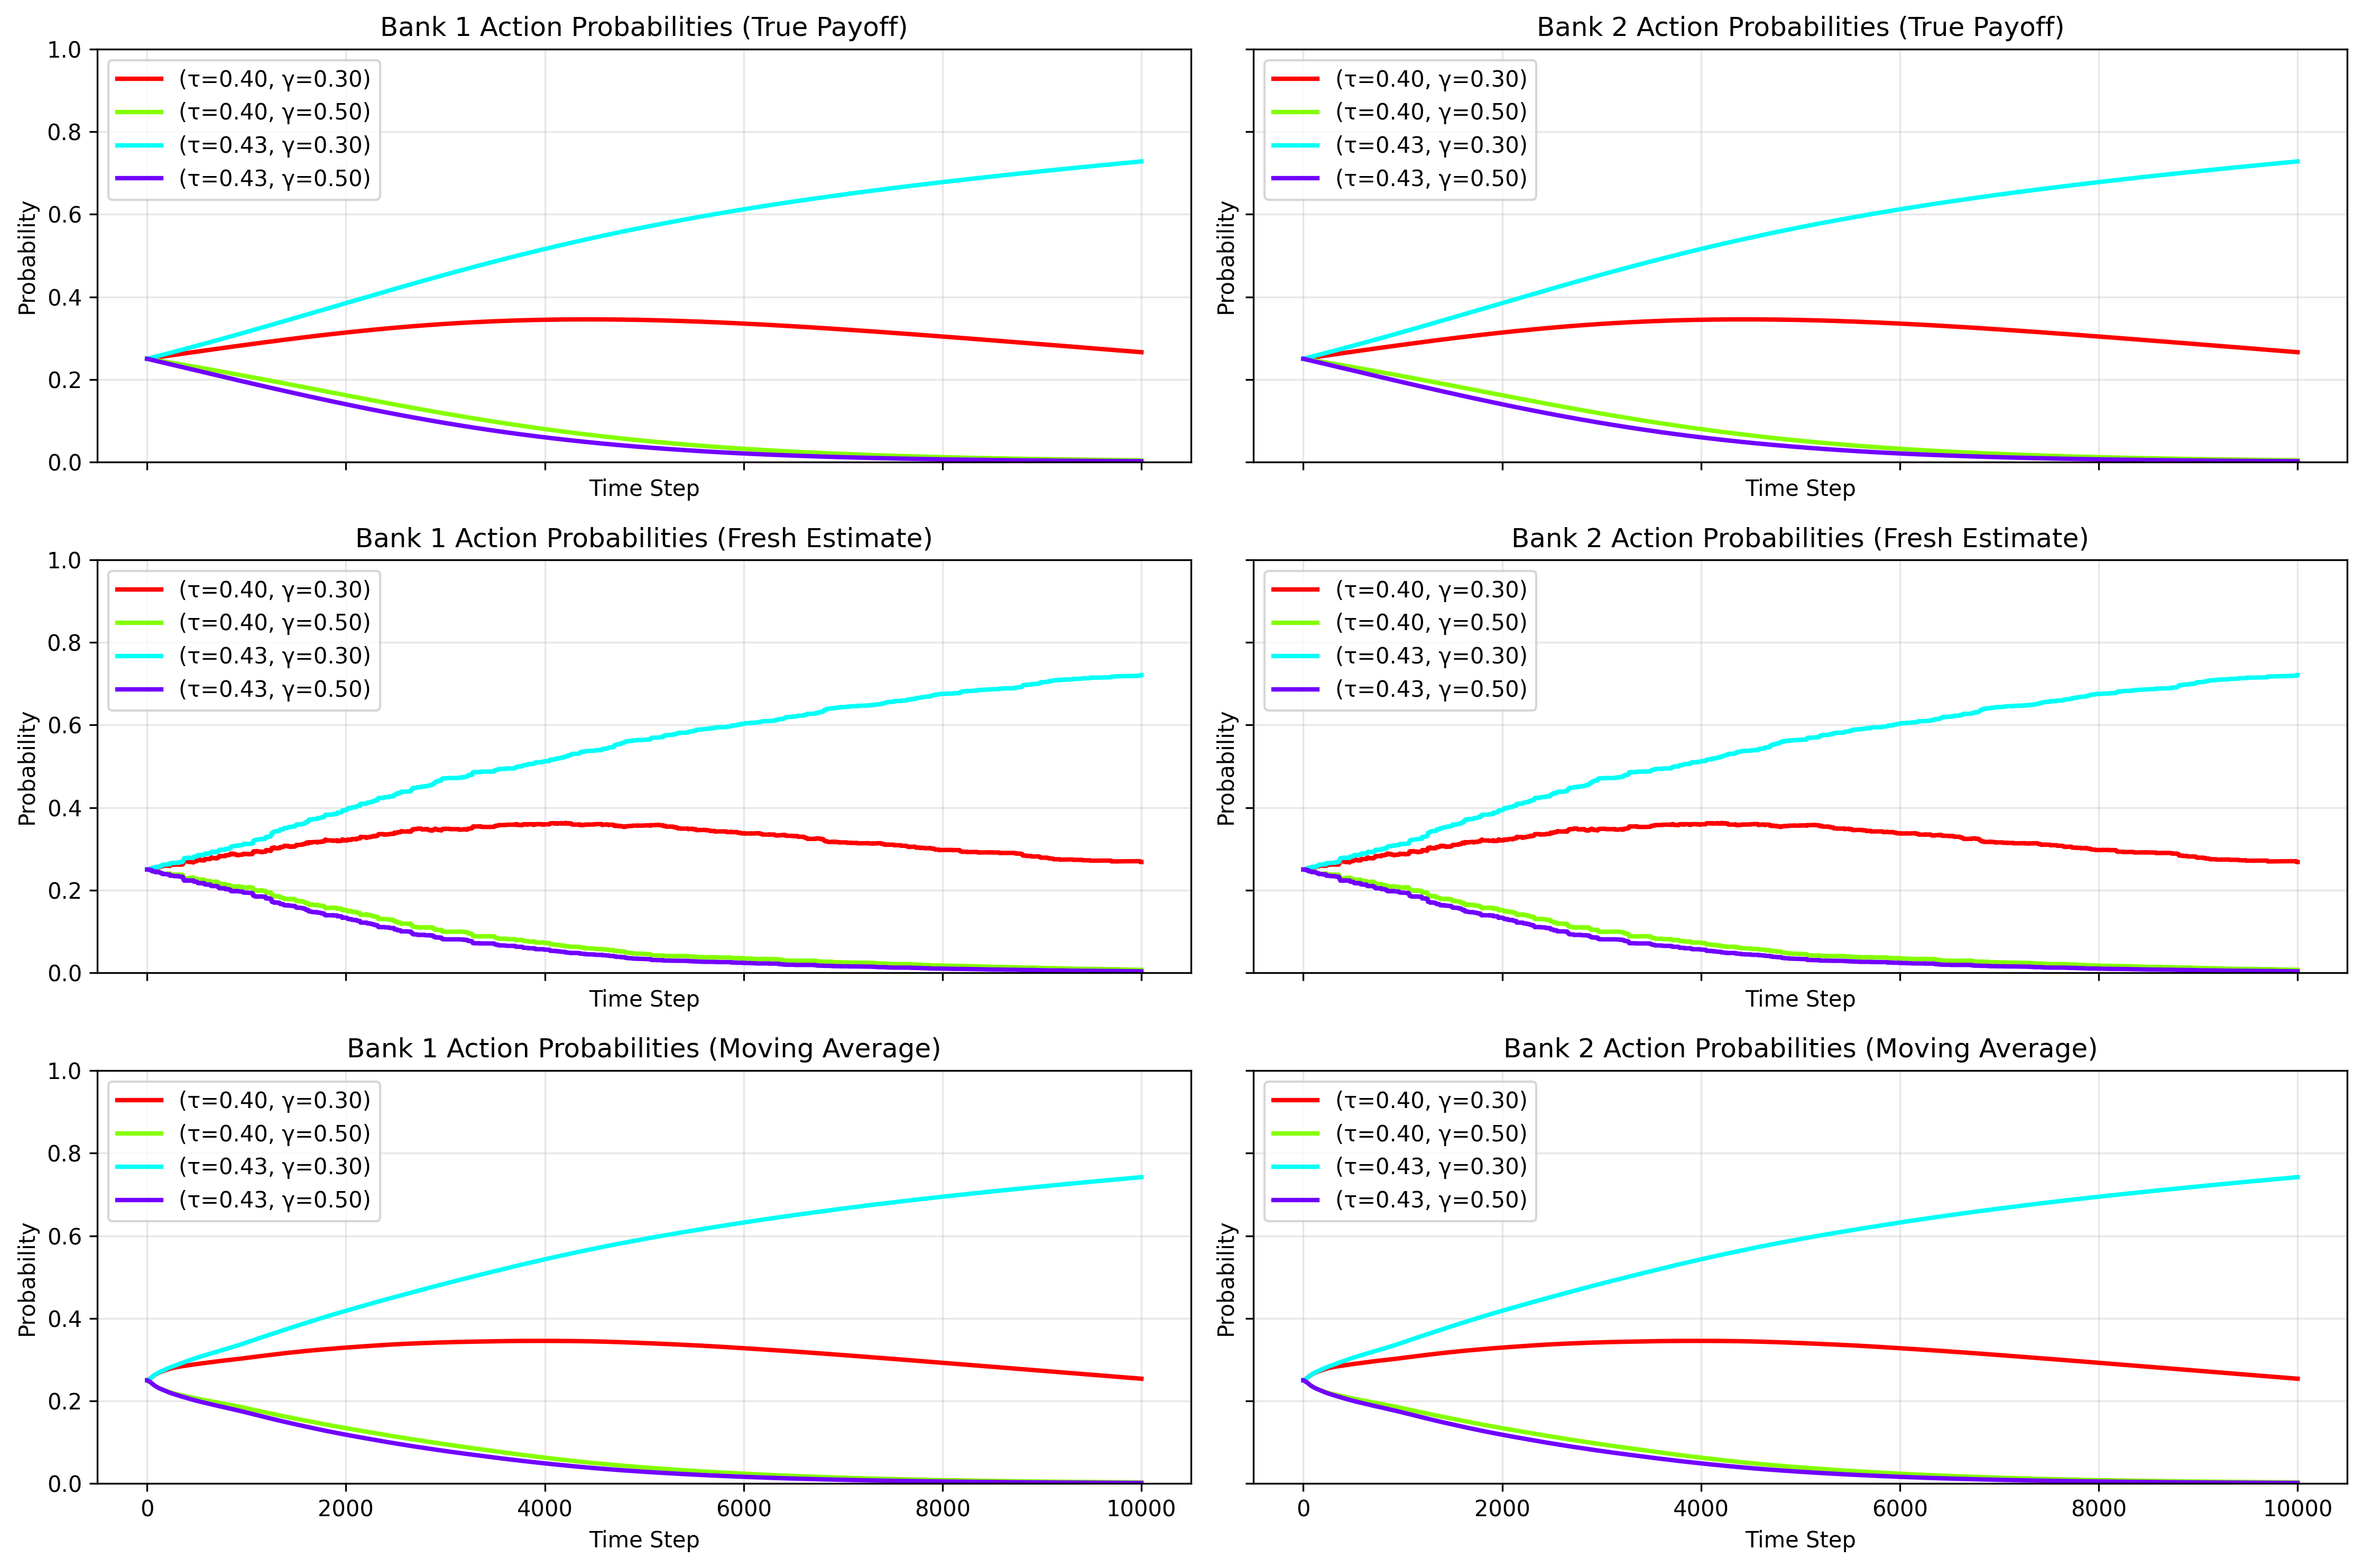 Bank 1 Action Probabilities (True Payoff)
Probability
1.0
0.8
0.6
0.4
0.2
0.0
(τ=0.40, γ=0.30)
(τ=0.40, γ=0.50)
(τ=0.43, γ=0.30)
(τ=0.43, γ=0.50)
Time Step
Bank 2 Action Probabilities (True Payoff)
Probability
(τ=0.40, γ=0.30)
(τ=0.40, γ=0.50)
(τ=0.43, γ=0.30)
(τ=0.43, γ=0.50)
Time Step
Bank 1 Action Probabilities (Fresh Estimate)
Probability
1.0
0.8
0.6
0.4
0.2
0.0
(τ=0.40, γ=0.30)
(τ=0.40, γ=0.50)
(τ=0.43, γ=0.30)
(τ=0.43, γ=0.50)
Time Step
Bank 2 Action Probabilities (Fresh Estimate)
Probability
(τ=0.40, γ=0.30)
(τ=0.40, γ=0.50)
(τ=0.43, γ=0.30)
(τ=0.43, γ=0.50)
Time Step
Bank 1 Action Probabilities (Moving Average)
Probability
1.0
0.8
0.6
0.4
0.2
0.0
(τ=0.40, γ=0.30)
(τ=0.40, γ=0.50)
(τ=0.43, γ=0.30)
(τ=0.43, γ=0.50)
0 2000 4000 6000 8000 10000
Time Step
Bank 2 Action Probabilities (Moving Average)
Probability
(τ=0.40, γ=0.30)
(τ=0.40, γ=0.50)
(τ=0.43, γ=0.30)
(τ=0.43, γ=0.50)
0 2000 4000 6000 8000 10000
Time Step